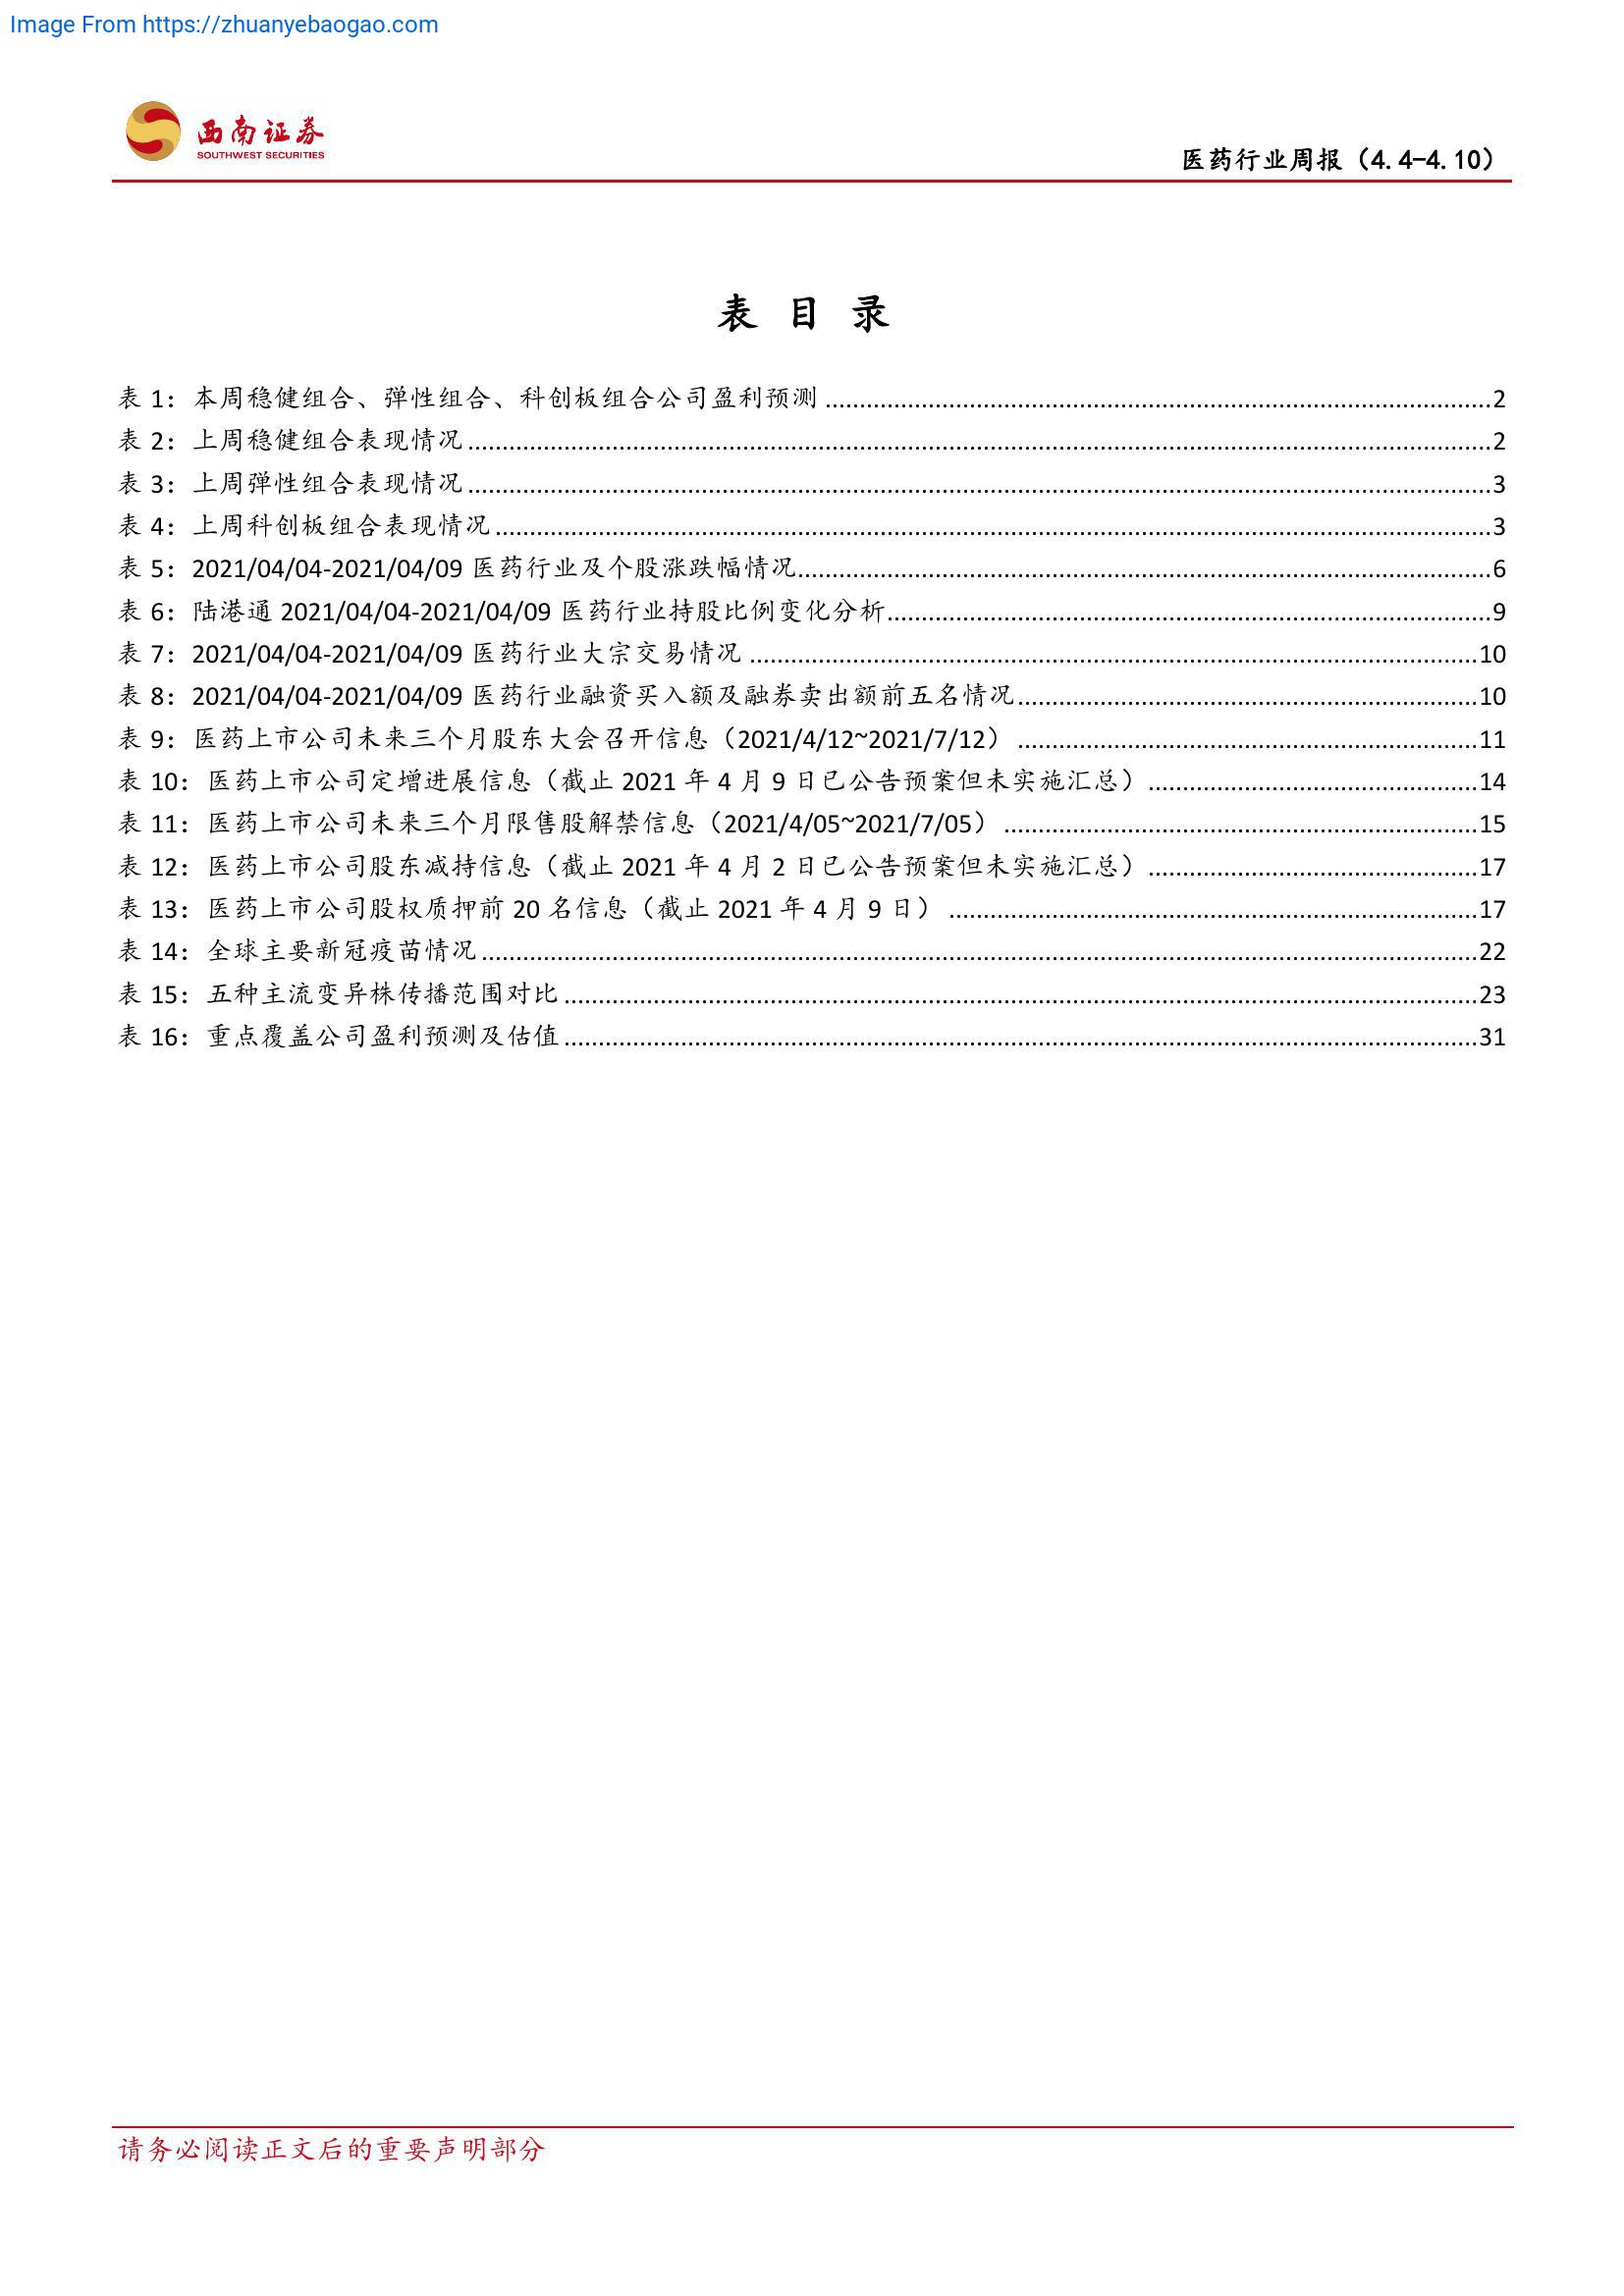 Image From https://zhuanyebaogao.com
西南证券
SOUTHWEST SECURITIES
医药行业周报（4.4-4.10）
表 目 录
表 1：本周稳健组合、弹性组合、科创板组合公司盈利预测 2
表 2：上周稳健组合表现情况 2
表 3：上周弹性组合表现情况 3
表 4：上周科创板组合表现情况 3
表 5：2021/04/04-2021/04/09 医药行业及个股涨跌幅情况 6
表 6：陆港通 2021/04/04-2021/04/09 医药行业持股比例变化分析 9
表 7：2021/04/04-2021/04/09 医药行业大宗交易情况 10
表 8：2021/04/04-2021/04/09 医药行业融资买入额及融券卖出额前五名情况 10
表 9：医药上市公司未来三个月股东大会召开信息（2021/4/12~2021/7/12） 11
表 10：医药上市公司定增进展信息（截止 2021 年 4 月 9 日已公告预案但未实施汇总） 14
表 11：医药上市公司未来三个月限售股解禁信息（2021/4/05~2021/7/05） 15
表 12：医药上市公司股东减持信息（截止 2021 年 4 月 2 日已公告预案但未实施汇总） 17
表 13：医药上市公司股权质押前 20 名信息（截止 2021 年 4 月 9 日） 17
表 14：全球主要新冠疫苗情况 22
表 15：五种主流变异株传播范围对比 23
表 16：重点覆盖公司盈利预测及估值 31
请务必阅读正文后的重要声明部分